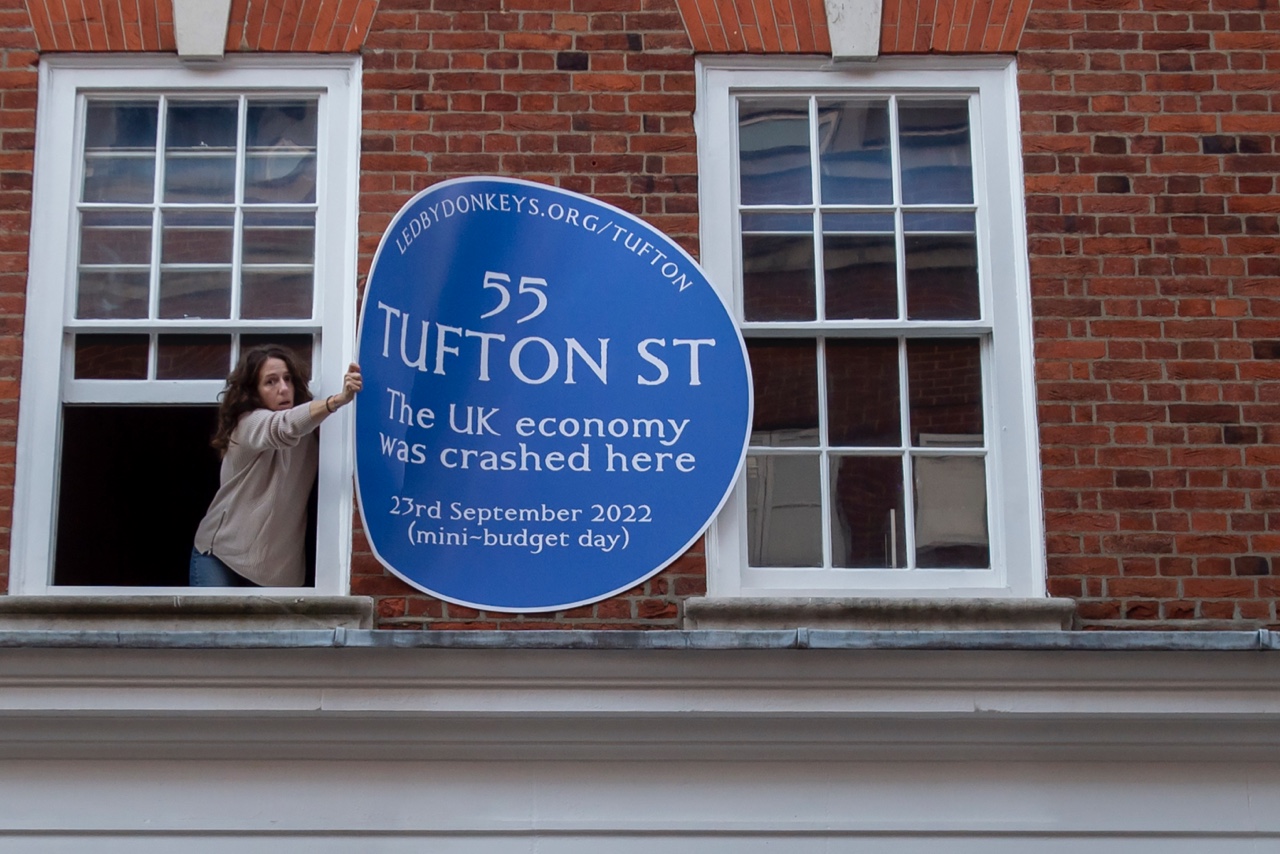 LEDBYDONKEYS.ORG/TUFTON
55
TUFTON ST
The UK economy
was crashed here
23rd September 2022
(mini-budget day)